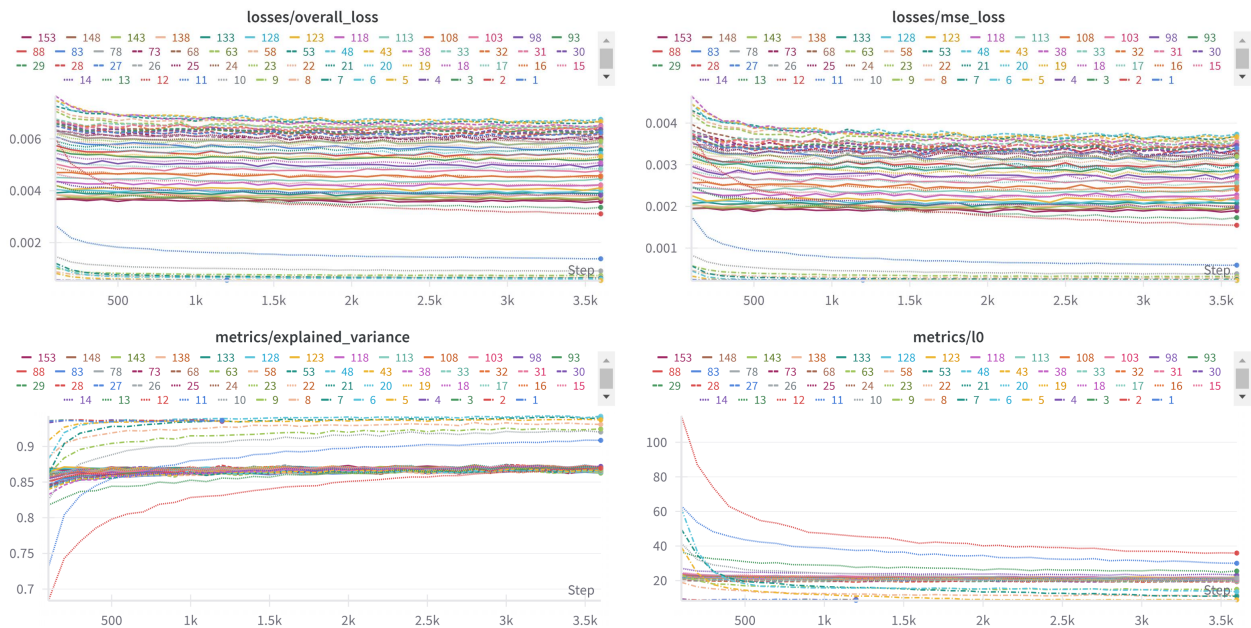 losses/overall_loss
153 148 143 138 133 128 123 118 113 108 103 98 93
88 83 78 73 68 63 58 53 48 43 38 33 32 31 30
29 28 27 26 25 24 23 22 21 20 19 18 17 16 15
14 13 12 11 10 9 8 7 6 5 4 3 2 1
0.006
0.004
0.002
Step
500 1k 1.5k 2k 2.5k 3k 3.5k
losses/mse_loss
153 148 143 138 133 128 123 118 113 108 103 98 93
88 83 78 73 68 63 58 53 48 43 38 33 32 31 30
29 28 27 26 25 24 23 22 21 20 19 18 17 16 15
14 13 12 11 10 9 8 7 6 5 4 3 2 1
0.004
0.003
0.002
0.001
Step
500 1k 1.5k 2k 2.5k 3k 3.5k
metrics/explained_variance
153 148 143 138 133 128 123 118 113 108 103 98 93
88 83 78 73 68 63 58 53 48 43 38 33 32 31 30
29 28 27 26 25 24 23 22 21 20 19 18 17 16 15
14 13 12 11 10 9 8 7 6 5 4 3 2 1
0.9
0.85
0.8
0.75
0.7
Step
500 1k 1.5k 2k 2.5k 3k 3.5k
metrics/l0
153 148 143 138 133 128 123 118 113 108 103 98 93
88 83 78 73 68 63 58 53 48 43 38 33 32 31 30
29 28 27 26 25 24 23 22 21 20 19 18 17 16 15
14 13 12 11 10 9 8 7 6 5 4 3 2 1
100
80
60
40
20
Step
500 1k 1.5k 2k 2.5k 3k 3.5k